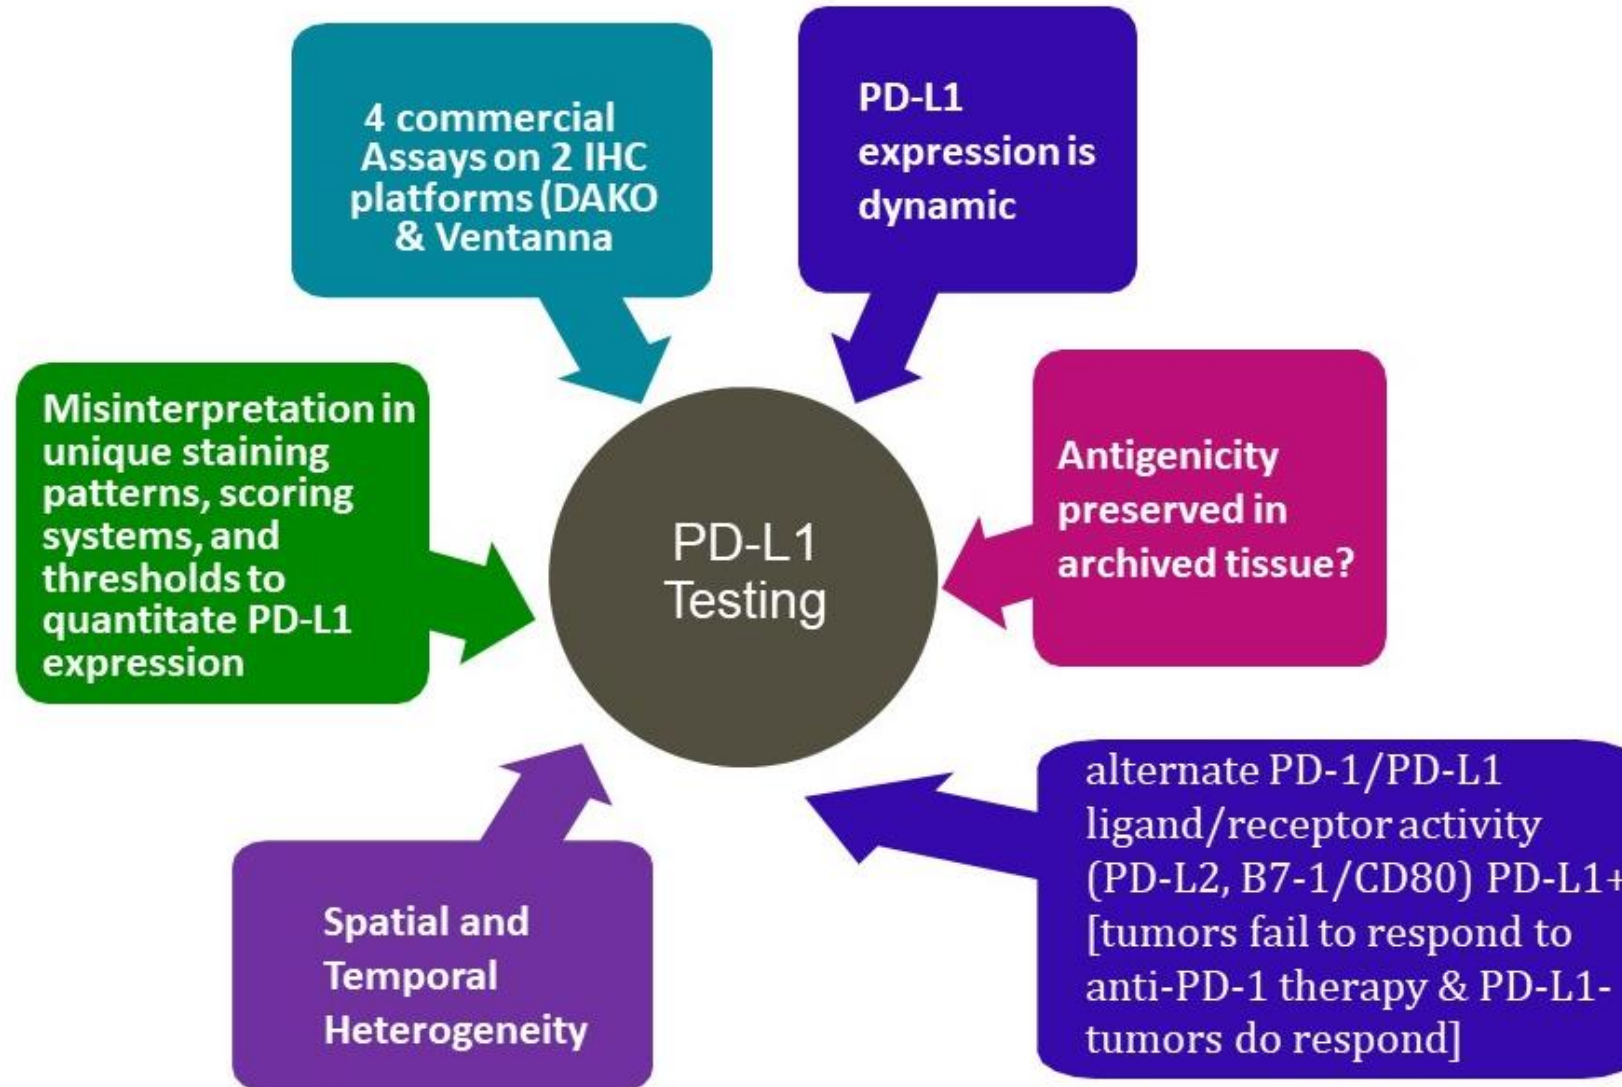 4 commercial
Assays on 2 IHC
platforms (DAKO
& Ventanna
PD-L1
expression is
dynamic
Misinterpretation in
unique staining
patterns, scoring
systems, and
thresholds to
quantitate PD-L1
expression
PD-L1
Testing
Antigenicity
preserved in
archived tissue?
Spatial and
Temporal
Heterogeneity
alternate PD-1/PD-L1
ligand/receptor activity
(PD-L2, B7-1/CD80) PD-L1+
[tumors fail to respond to
anti-PD-1 therapy & PD-L1-
tumors do respond]